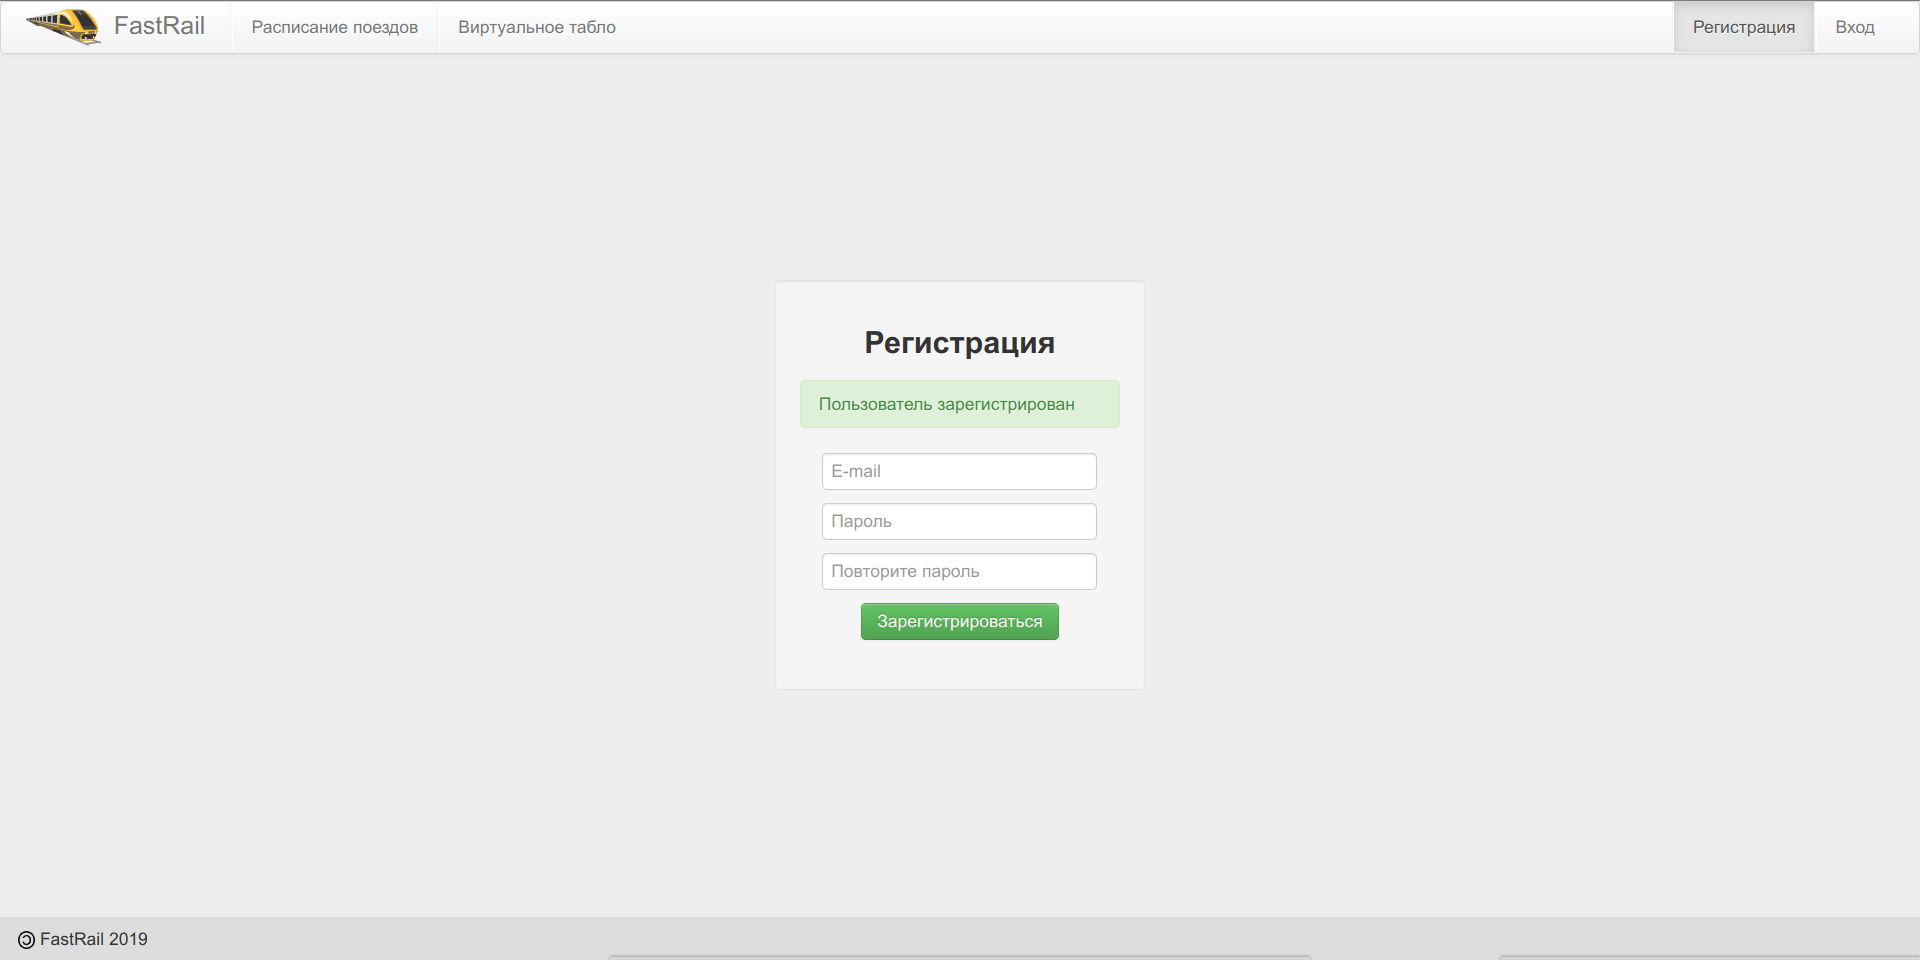 FastRail
Расписание поездов
Виртуальное табло
Регистрация
Вход
Регистрация
Пользователь зарегистрирован
E-mail
Пароль
Повторите пароль
Зарегистрироваться
🄯 FastRail 2019